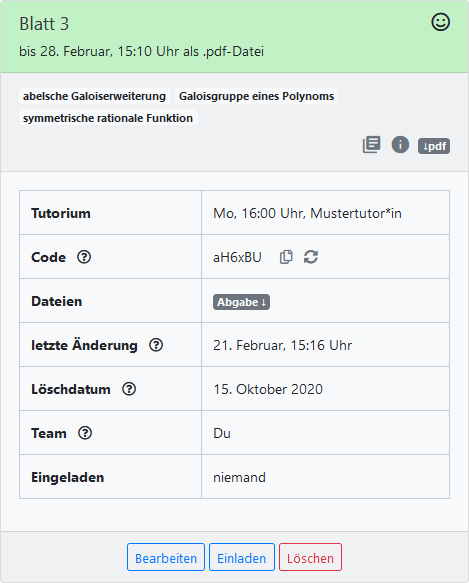 Blatt 3
bis 28. Februar, 15:10 Uhr als .pdf-Datei
abelsche Galoiserweiterung Galoisgruppe eines Polynoms
symmetrische rationale Funktion
↓pdf
Tutorium Mo, 16:00 Uhr, Mustertutor*in
Code aH6xBU
Dateien Abgabe ↓
letzte Änderung 21. Februar, 15:16 Uhr
Löschdatum 15. Oktober 2020
Team Du
Eingeladen niemand
Bearbeiten Einladen Löschen